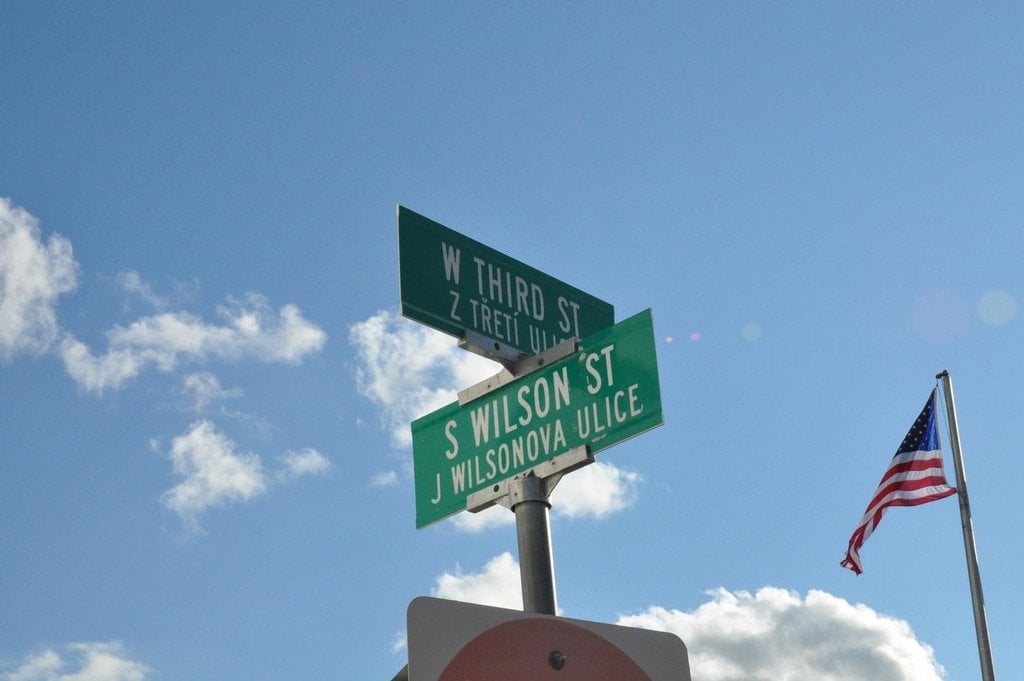 W THIRD ST
Z TŘETÍ
S WILSON ST
J WILSONOVA ULICE